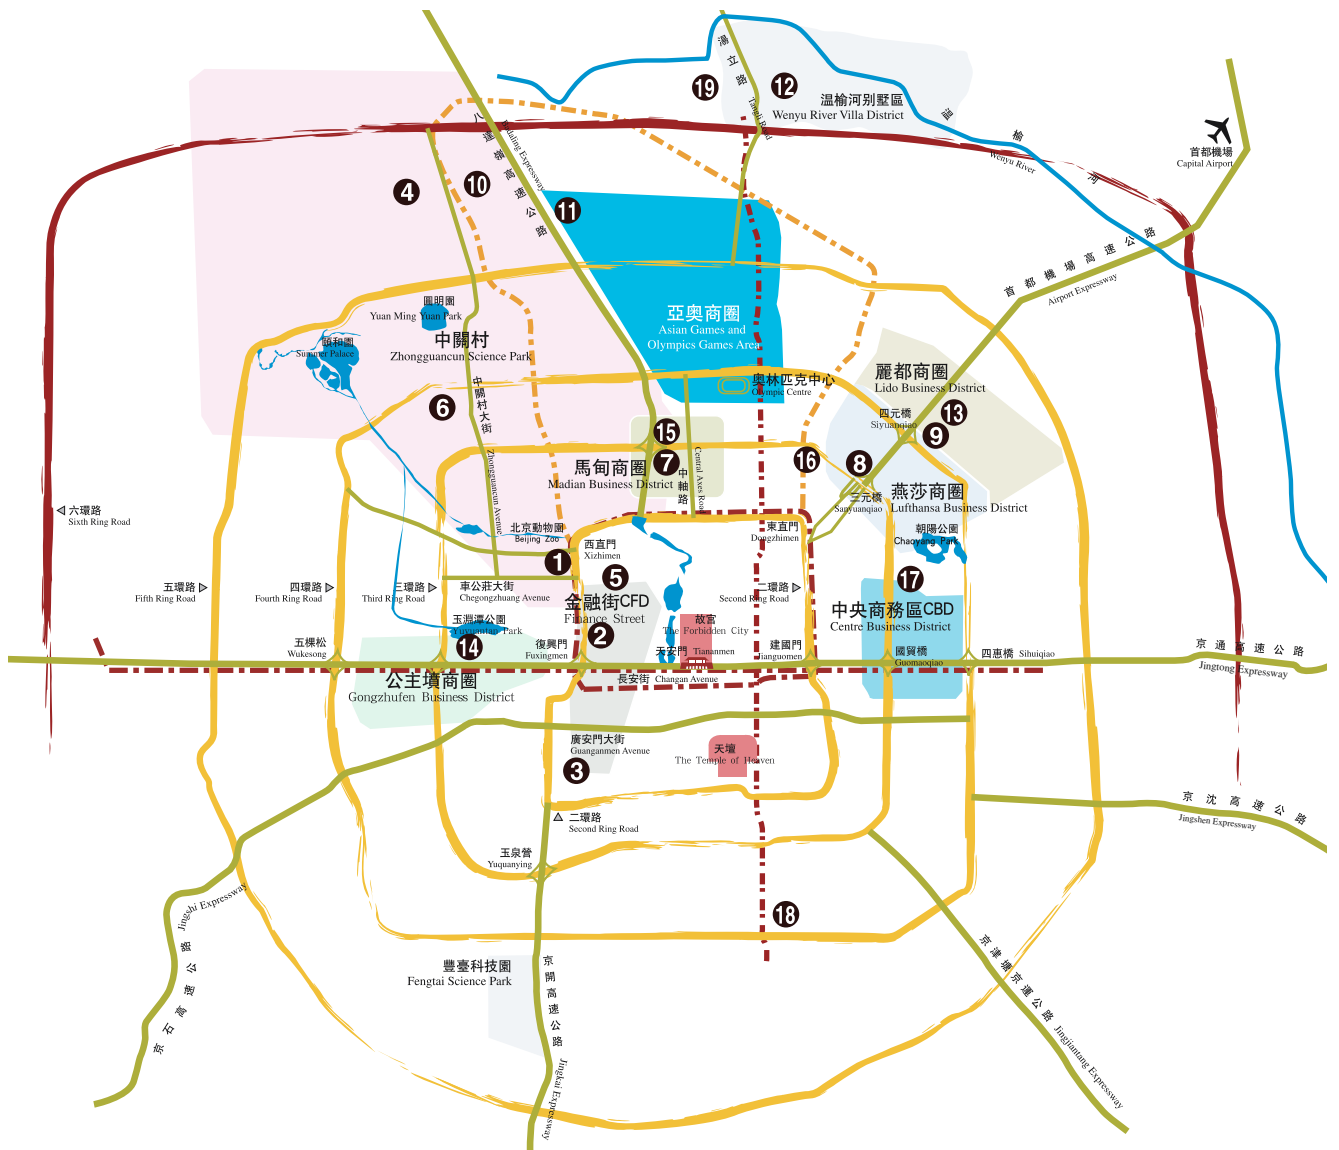 湯立路
Tangli Road
19
12
温榆河别墅區
Wenyu River Villa District
温榆河
Wenyu River
首都機場
Capital Airport
八達嶺高速公路
Badaling Expressway
4
10
11
首都機場高速公路
Airport Expressway
圓明園
Yuan Ming Yuan Park
亞奧商圈
Asian Games and
Olympics Games Area
頤和園
Summer Palace
中關村
Zhongguancun Science Park
麗都商圈
Lido Business District
奧林匹克中心
Olympic Centre
中關村大街
Zhongguancun Avenue
6
四元橋
Siyuanqiao
13
9
15
7
馬甸商圈
Madian Business District
中軸路
Central Axes Road
16
8
三元橋
Sanyuanqiao
燕莎商圈
Lufthansa Business District
六環路
Sixth Ring Road
北京動物園
Beijing Zoo
西直門
Xizhimen
東直門
Dongzhimen
朝陽公園
Chaoyang Park
1
5
17
五環路
Fifth Ring Road
四環路
Fourth Ring Road
三環路
Third Ring Road
車公莊大街
Chegongzhuang Avenue
二環路
Second Ring Road
金融街CFD
Finance Street
中央商務區CBD
Centre Business District
玉淵潭公園
Yuyuantan Park
故宮
The Forbidden City
2
14
五棵松
Wukesong
復興門
Fuxingmen
天安門 Tiananmen
建國門
Jianguomen
國貿橋
Guomaoqiao
四惠橋 Sihuiqiao
京通高速公路
Jingtong Expressway
公主墳商圈
Gongzhufen Business District
長安街 Changan Avenue
廣安門大街
Guanganmen Avenue
3
天壇
The Temple of Heaven
二環路
Second Ring Road
京沈高速公路
Jingshen Expressway
玉泉營
Yuquanying
京石高速公路 Jingshi Expressway
18
豐臺科技園
Fengtai Science Park
京開高速公路
Jingkai Expressway
京津塘京運公路 Jingjiantang Expressway